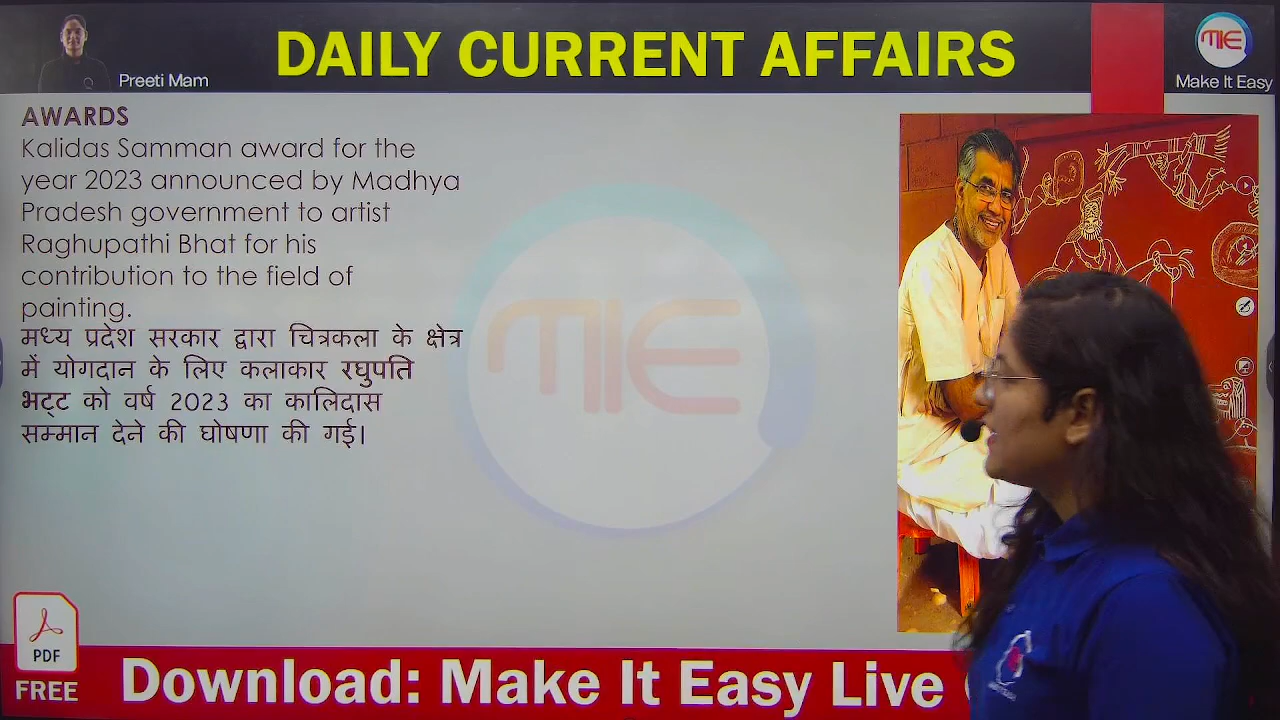 Preeti Mam
DAILY CURRENT AFFAIRS
MIE
Make It Easy
AWARDS
Kalidas Samman award for the
year 2023 announced by Madhya
Pradesh government to artist
Raghupathi Bhat for his
contribution to the field of
painting.
मध्य प्रदेश सरकार द्वारा चित्रकला के क्षेत्र
में योगदान के लिए कलाकार रघुपति
भट्ट को वर्ष 2023 का कालिदास
सम्मान देने की घोषणा की गई।
MIE
PDF
FREE
Download: Make It Easy Live